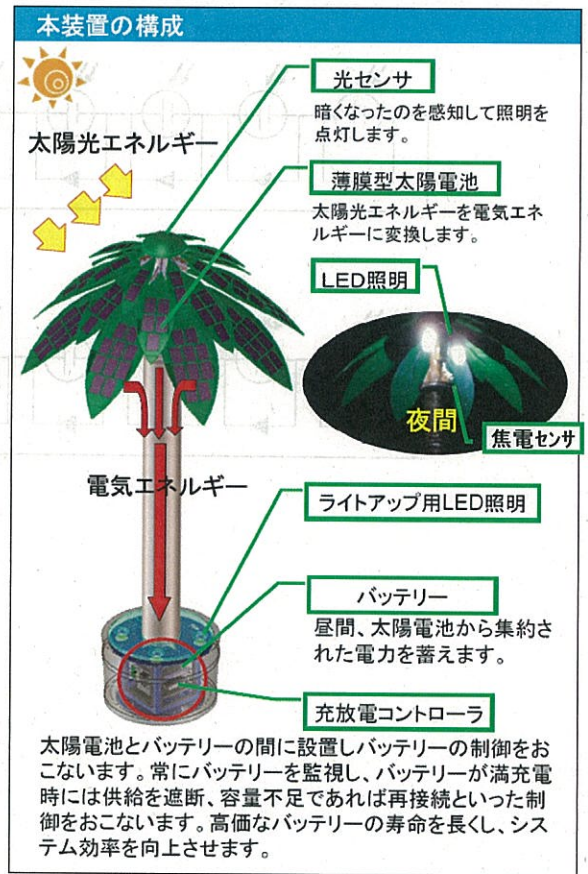 本装置の構成
光センサ
暗くなったのを感知して照明を
点灯します。
太陽光エネルギー
薄膜型太陽電池
太陽光エネルギーを電気エネ
ルギーに変換します。
LED照明
夜間
焦電センサ
電気エネルギー
ライトアップ用LED照明
バッテリー
昼間、太陽電池から集約さ
れた電力を蓄えます。
充放電コントローラ
太陽電池とバッテリーの間に設置しバッテリーの制御をお
こないます。常にバッテリーを監視し、バッテリーが満充電
時には供給を遮断、容量不足であれば再接続といった制
御をおこないます。高価なバッテリーの寿命を長くし、シス
テム効率を向上させます。